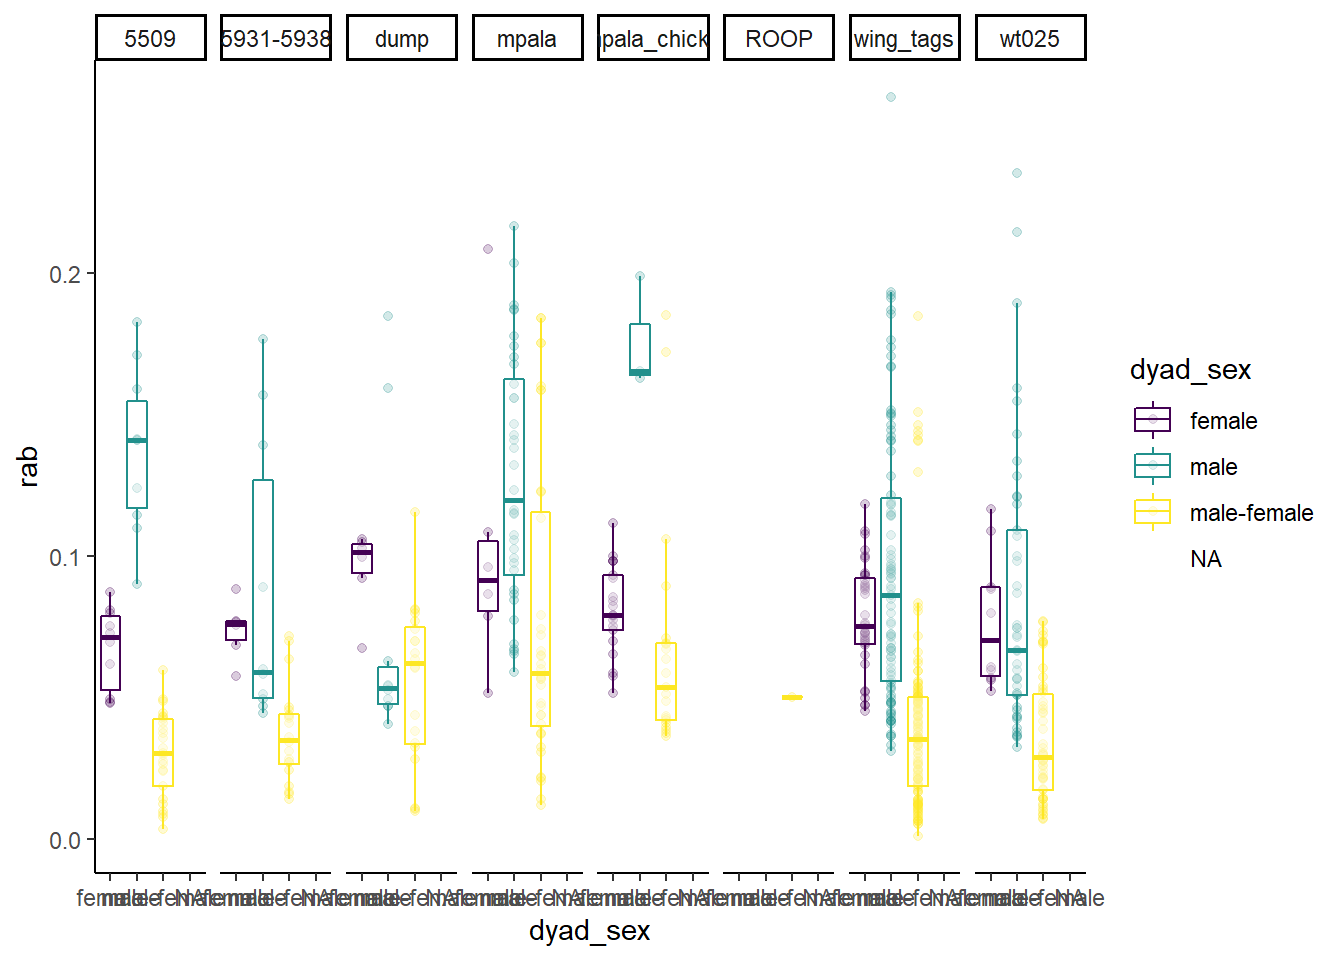 5509 5931-5938 dump mpala mpala_chick ROOP wing_tags wt025
rab
0.2
0.1
0.0
dyad_sex
female
male
male-female
NA
dyad_sex